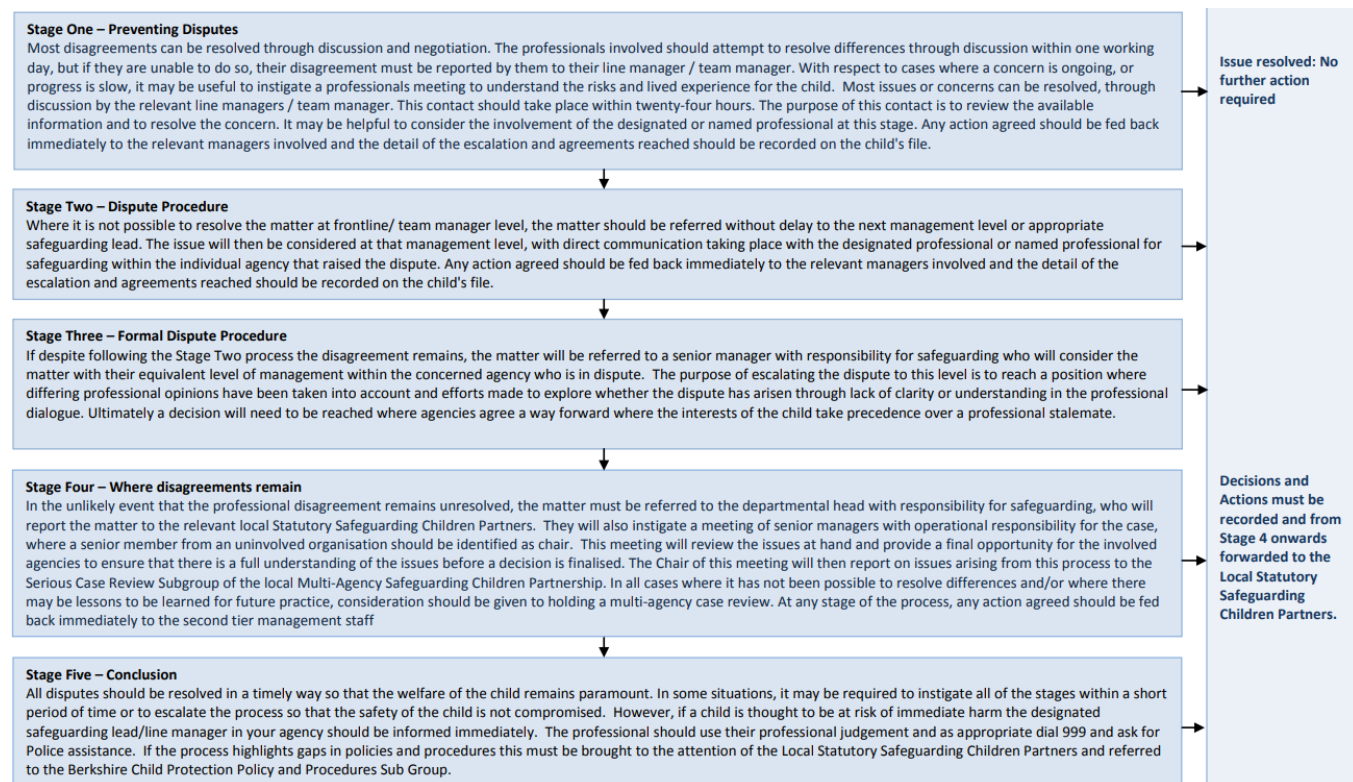 Stage One – Preventing Disputes
Most disagreements can be resolved through discussion and negotiation. The professionals involved should attempt to resolve differences through discussion within one working
day, but if they are unable to do so, their disagreement must be reported by them to their line manager / team manager. With respect to cases where a concern is ongoing, or
progress is slow, it may be useful to instigate a professionals meeting to understand the risks and lived experience for the child.  Most issues or concerns can be resolved, through
discussion by the relevant line managers / team manager. This contact should take place within twenty-four hours. The purpose of this contact is to review the available
information and to resolve the concern. It may be helpful to consider the involvement of the designated or named professional at this stage. Any action agreed should be fed back
immediately to the relevant managers involved and the detail of the escalation and agreements reached should be recorded on the child's file.
Issue resolved: No
further action
required
Stage Two – Dispute Procedure
Where it is not possible to resolve the matter at frontline/ team manager level, the matter should be referred without delay to the next management level or appropriate
safeguarding lead. The issue will then be considered at that management level, with direct communication taking place with the designated professional or named professional for
safeguarding within the individual agency that raised the dispute. Any action agreed should be fed back immediately to the relevant managers involved and the detail of the
escalation and agreements reached should be recorded on the child's file.
Stage Three – Formal Dispute Procedure
If despite following the Stage Two process the disagreement remains, the matter will be referred to a senior manager with responsibility for safeguarding who will consider the
matter with their equivalent level of management within the concerned agency who is in dispute.  The purpose of escalating the dispute to this level is to reach a position where
differing professional opinions have been taken into account and efforts made to explore whether the dispute has arisen through lack of clarity or understanding in the professional
dialogue. Ultimately a decision will need to be reached where agencies agree a way forward where the interests of the child take precedence over a professional stalemate.
Stage Four – Where disagreements remain
In the unlikely event that the professional disagreement remains unresolved, the matter must be referred to the departmental head with responsibility for safeguarding, who will
report the matter to the relevant local Statutory Safeguarding Children Partners.  They will also instigate a meeting of senior managers with operational responsibility for the case,
where a senior member from an uninvolved organisation should be identified as chair.  This meeting will review the issues at hand and provide a final opportunity for the involved
agencies to ensure that there is a full understanding of the issues before a decision is finalised. The Chair of this meeting will then report on issues arising from this process to the
Serious Case Review Subgroup of the local Multi-Agency Safeguarding Children Partnership. In all cases where it has not been possible to resolve differences and/or where there
may be lessons to be learned for future practice, consideration should be given to holding a multi-agency case review. At any stage of the process, any action agreed should be fed
back immediately to the second tier management staff
Decisions and
Actions must be
recorded and from
Stage 4 onwards
forwarded to the
Local Statutory
Safeguarding
Children Partners.
Stage Five – Conclusion
All disputes should be resolved in a timely way so that the welfare of the child remains paramount. In some situations, it may be required to instigate all of the stages within a short
period of time or to escalate the process so that the safety of the child is not compromised.  However, if a child is thought to be at risk of immediate harm the designated
safeguarding lead/line manager in your agency should be informed immediately.  The professional should use their professional judgement and as appropriate dial 999 and ask for
Police assistance.  If the process highlights gaps in policies and procedures this must be brought to the attention of the Local Statutory Safeguarding Children Partners and referred
to the Berkshire Child Protection Policy and Procedures Sub Group.